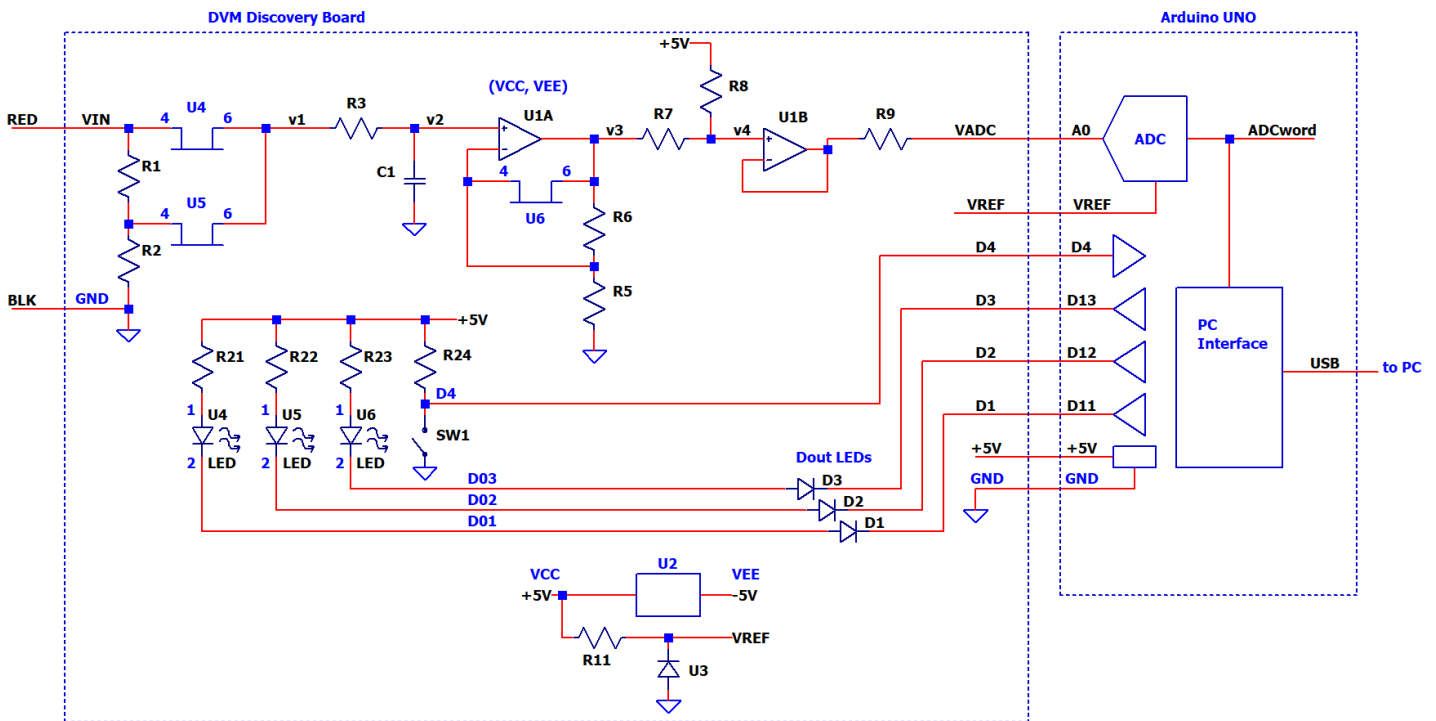 DVM Discovery Board
Arduino UNO
+5V
R8
(VCC, VEE)
RED
VIN
4
U4
6
v1
R3
v2
U1A
v3
R7
v4
U1B
R9
VADC
A0
ADC
ADCword
R1
C1
4
6
U6
4
U5
6
R2
R6
VREF
VREF
D4
D4
BLK
GND
R5
D3
D13
+5V
PC
Interface
R21
R22
R23
R24
D2
D12
USB
to PC
D4
1
U4
1
U5
1
U6
SW1
D1
D11
2
LED
2
LED
2
LED
Dout LEDs
+5V
+5V
D03
D3
GND
GND
D02
D2
D01
D1
VCC
U2
VEE
+5V
-5V
VREF
R11
U3